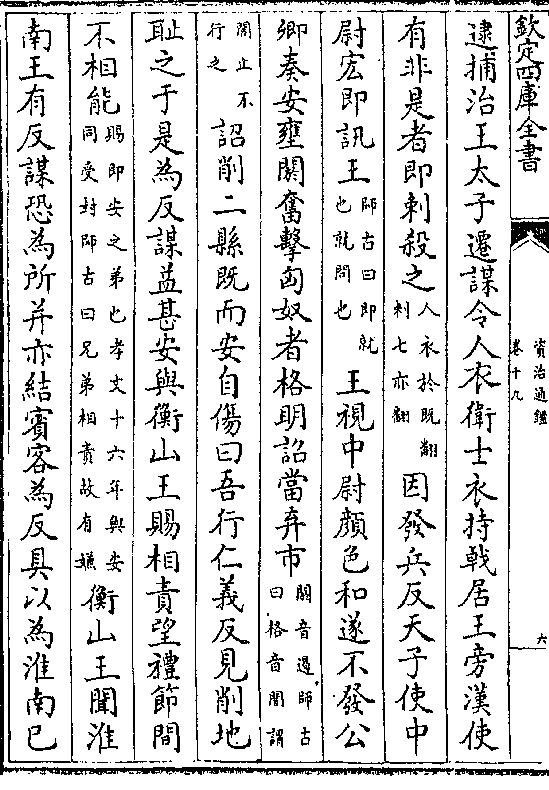 欽定四庫全書
資治通鑑
卷十九
六
逮捕治王太子遷謀令人衣衛士衣持戟居王旁漢使
有非是者即刺殺之人衣於既翻刺七亦翻因發兵反天子使中
尉宏即訊王師古曰即就也就問也王視中尉顔色和遂不發公
卿奏安壅閼奮擊匈奴者格明詔當弃市閼音遏師古曰格音閣謂
閣止不行之詔削二縣既而安自傷曰吾行仁義反見削地
耻之于是為反謀益甚安與衡山王賜相責望禮節間
不相能賜即安之弟也孝文十六年與安同受封師古曰兄弟相責故有嫌衡山王聞淮
南王有反謀恐為所并亦結賓客為反具以為淮南已